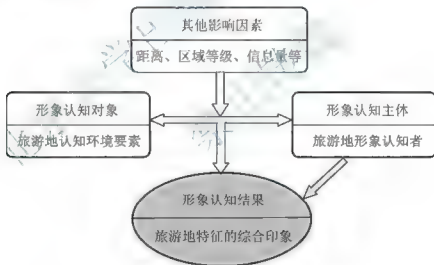 其他影响因素
距离、区域等级、信息量等
形象认知对象
旅游地认知环境要素
形象认知主体
旅游地形象认知者
形象认知结果
旅游地特征的综合印象